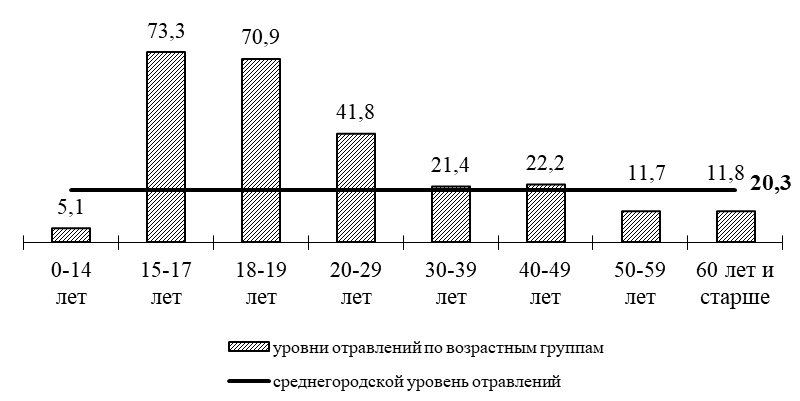 73,3
70,9
41,8
21,4
22,2
11,7
11,8
20,3
5,1
0-14
лет
15-17
лет
18-19
лет
20-29
лет
30-39
лет
40-49
лет
50-59
лет
60 лет и
старше
уровни отравлений по возрастным группам
среднегородской уровень отравлений